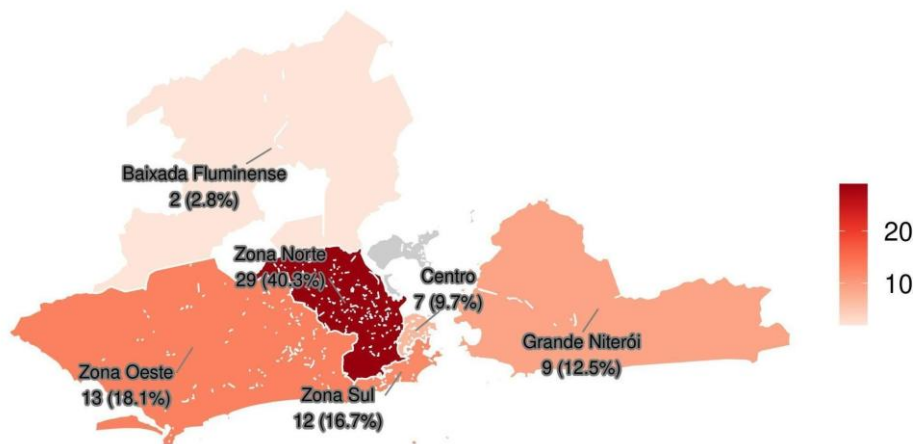 Baixada Fluminense
2 (2.8%)
Zona Norte
29 (40.3%)
Centro
7 (9.7%)
Grande Niterói
9 (12.5%)
Zona Oeste
13 (18.1%)
Zona Sul
12 (16.7%)
20
10